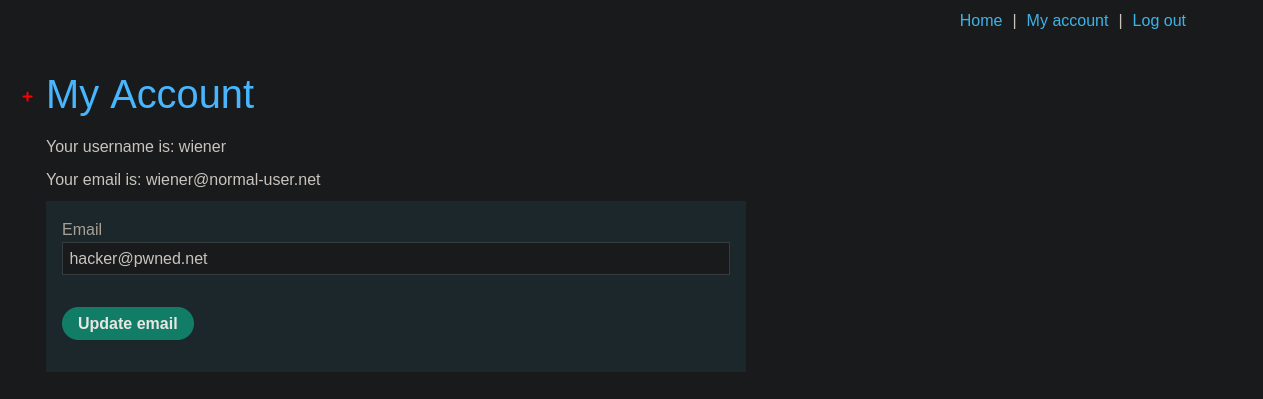 Home | My account | Log out
My Account
Your username is: wiener
Your email is: wiener@normal-user.net
Email
hacker@pwned.net
Update email